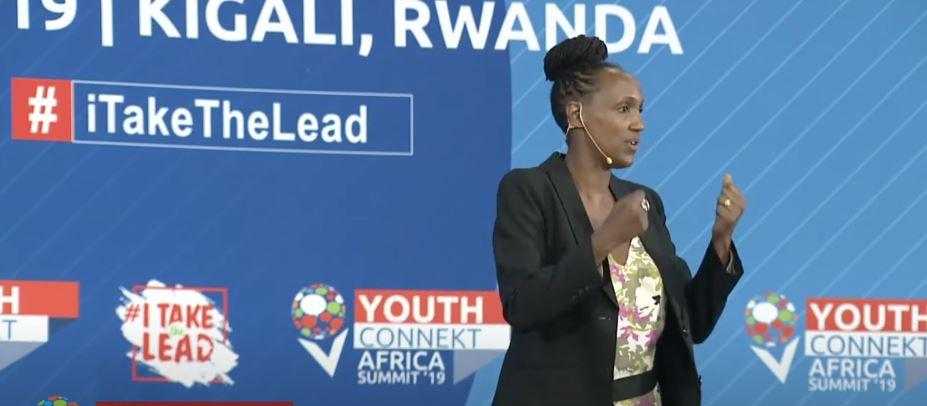 19 | KIGALI, RWANDA
# iTakeTheLead
#I TAKE
the
LEAD
YOUTH
CONNEKT
AFRICA
SUMMIT '19
YOUTH
CONNEKT
AFRICA
SUMMIT '19